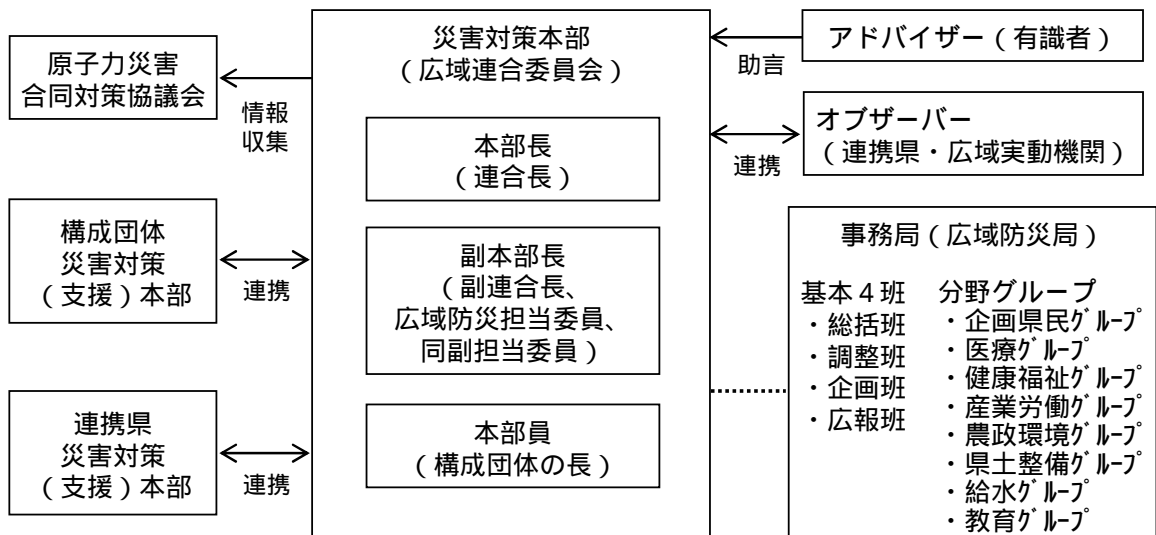 災害対策本部
（広域連合委員会）
原子力災害
合同対策協議会
情報
収集
アドバイザー（有識者）
助言
オブザーバー
（連携県・広域実動機関）
連携
本部長
（連合長）
構成団体
災害対策
（支援）本部
連携
副本部長
（副連合長、
広域防災担当委員、
同副担当委員）
連携県
災害対策
（支援）本部
連携
本部員
（構成団体の長）
事務局（広域防災局）
基本４班
・総括班
・調整班
・企画班
・広報班
分野グループ
・企画県民ｸﾞﾙｰﾌﾟ
・医療ｸﾞﾙｰﾌﾟ
・健康福祉ｸﾞﾙｰﾌﾟ
・産業労働ｸﾞﾙｰﾌﾟ
・農政環境ｸﾞﾙｰﾌﾟ
・県土整備ｸﾞﾙｰﾌﾟ
・給水ｸﾞﾙｰﾌﾟ
・教育ｸﾞﾙｰﾌﾟ